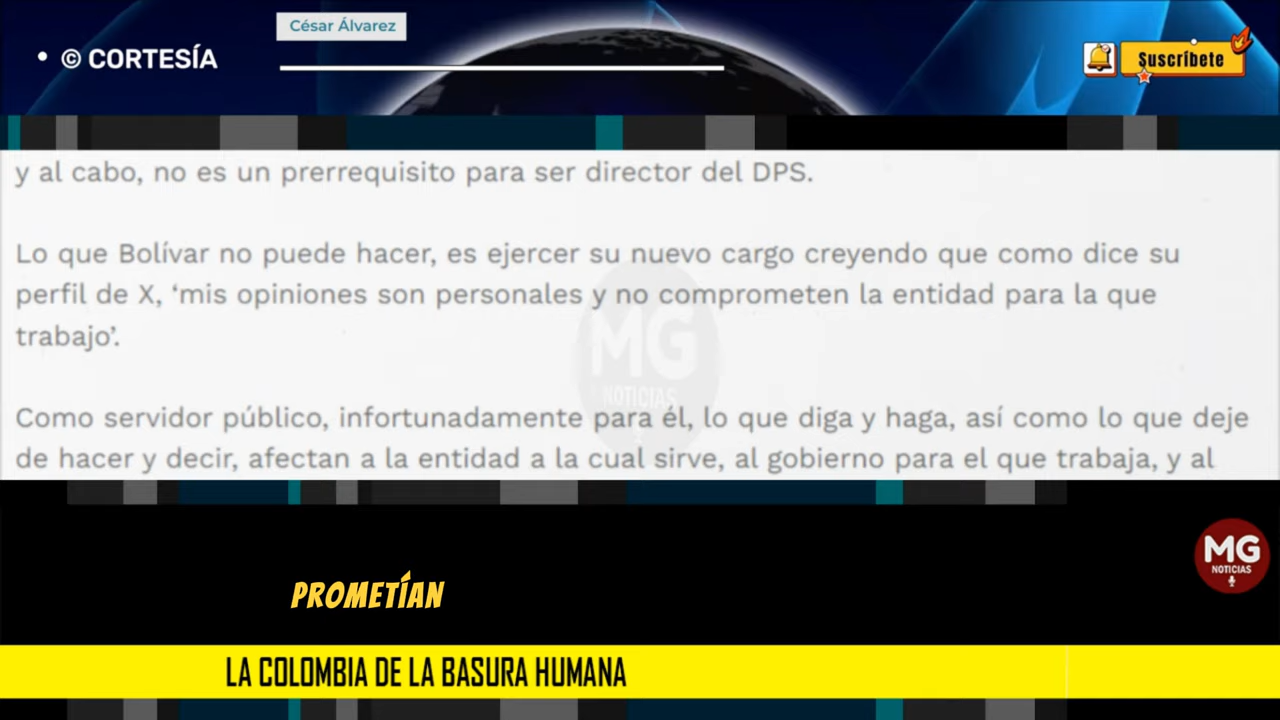 César Álvarez
• © CORTESÍA
Suscríbete
y al cabo, no es un prerrequisito para ser director del DPS.
Lo que Bolívar no puede hacer, es ejercer su nuevo cargo creyendo que como dice su
perfil de X, ‘mis opiniones son personales y no comprometen la entidad para la que
trabajo’.
MG
NOTICIAS
Como servidor público, infortunadamente para él, lo que diga y haga, así como lo que deje
de hacer y decir, afectan a la entidad a la cual sirve, al gobierno para el que trabaja, y al
MG
NOTICIAS
PROMETÍAN
LA COLOMBIA DE LA BASURA HUMANA